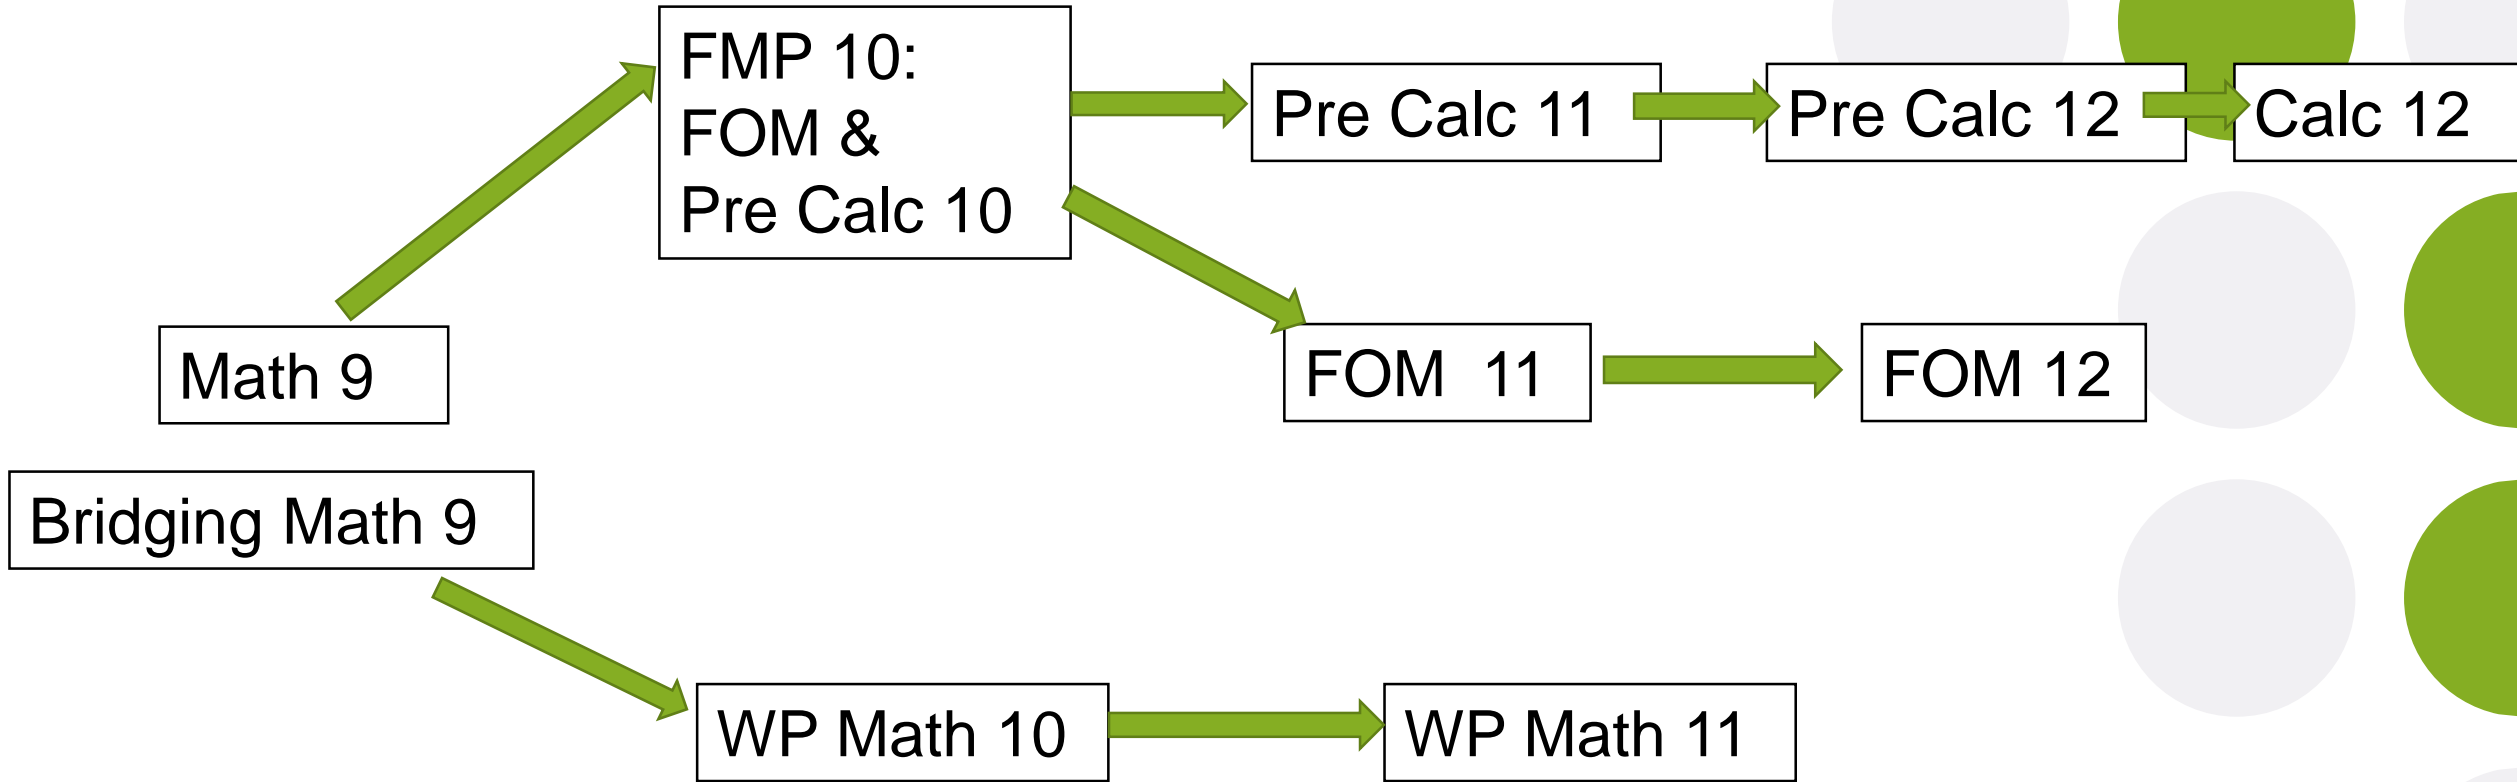 FMP 10:
FOM &
Pre Calc 10
Pre Calc 11
Pre Calc 12
Calc 12
Math 9
FOM 11
FOM 12
Bridging Math 9
WP Math 10
WP Math 11